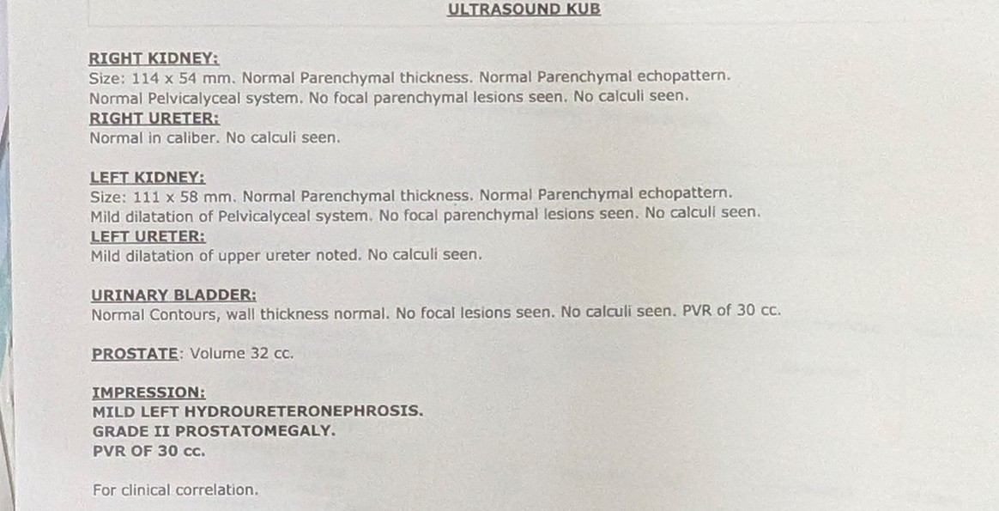 ULTRASOUND KUB
RIGHT KIDNEY:
Size: 114 x 54 mm. Normal Parenchymal thickness. Normal Parenchymal echopattern.
Normal Pelvicalyceal system. No focal parenchymal lesions seen. No calculi seen.
RIGHT URETER:
Normal in caliber. No calculi seen.
LEFT KIDNEY:
Size: 111 x 58 mm. Normal Parenchymal thickness. Normal Parenchymal echopattern.
Mild dilatation of Pelvicalyceal system. No focal parenchymal lesions seen. No calculi seen.
LEFT URETER:
Mild dilatation of upper ureter noted. No calculi seen.
URINARY BLADDER:
Normal Contours, wall thickness normal. No focal lesions seen. No calculi seen. PVR of 30 cc.
PROSTATE: Volume 32 cc.
IMPRESSION:
MILD LEFT HYDROURETERONEPHROSIS.
GRADE II PROSTATOMEGALY.
PVR OF 30 cc.
For clinical correlation.